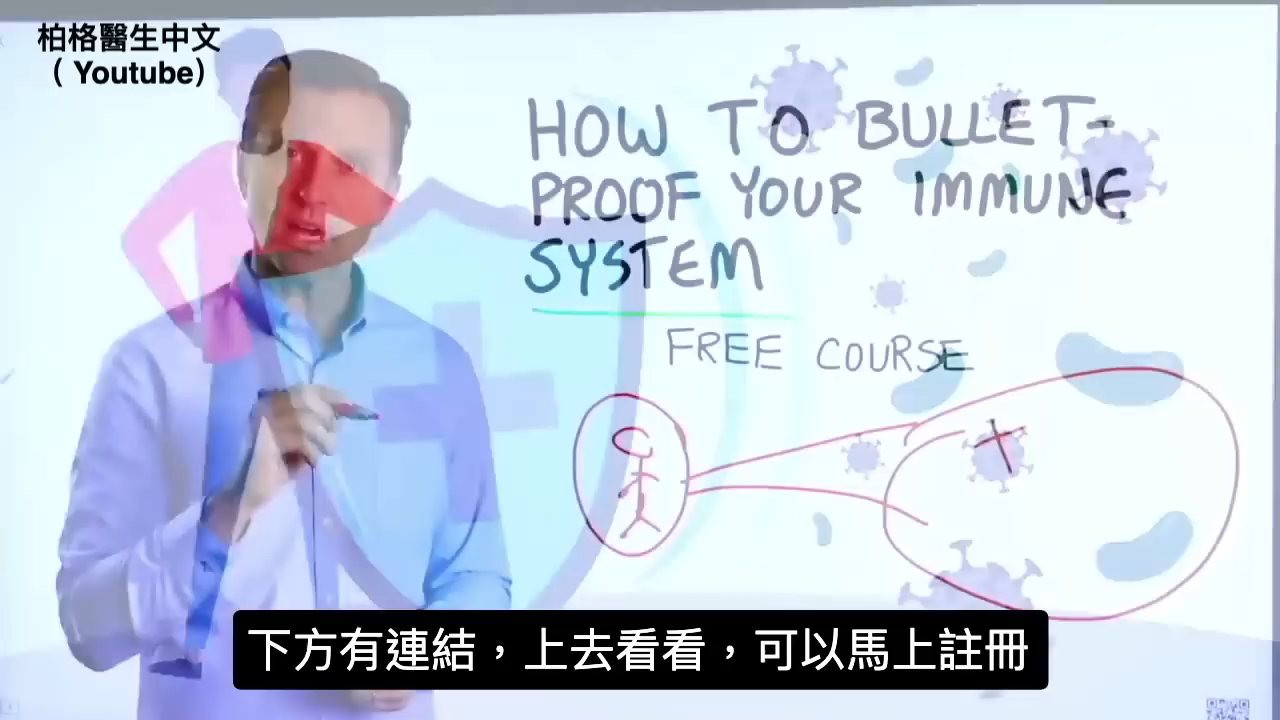 柏格醫生中文
（ Youtube）
HOW TO BULLET-
PROOF YOUR IMMUNE
SYSTEM
FREE COURSE
下方有連結，上去看看，可以馬上註冊